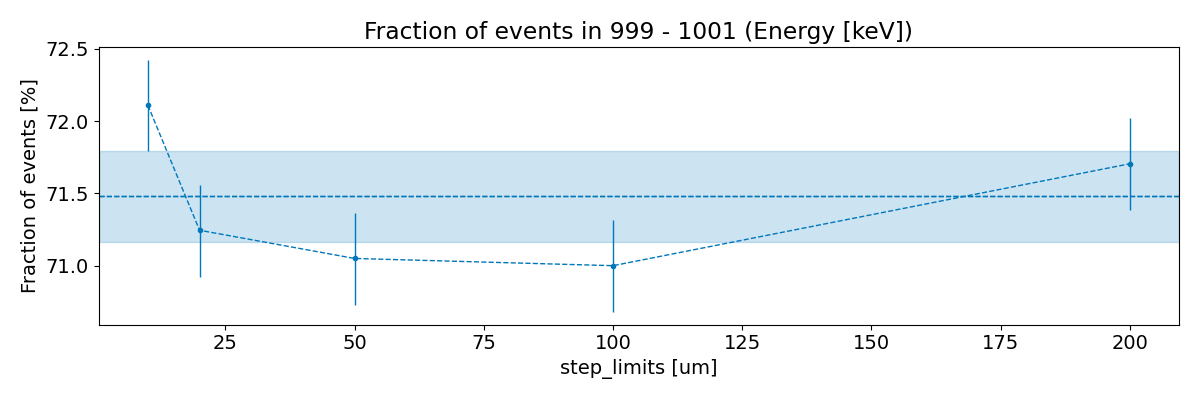 Fraction of events in 999 - 1001 (Energy [keV])
Fraction of events [%]
72.5
72.0
71.5
71.0
25 50 75 100 125 150 175 200
step_limits [um]